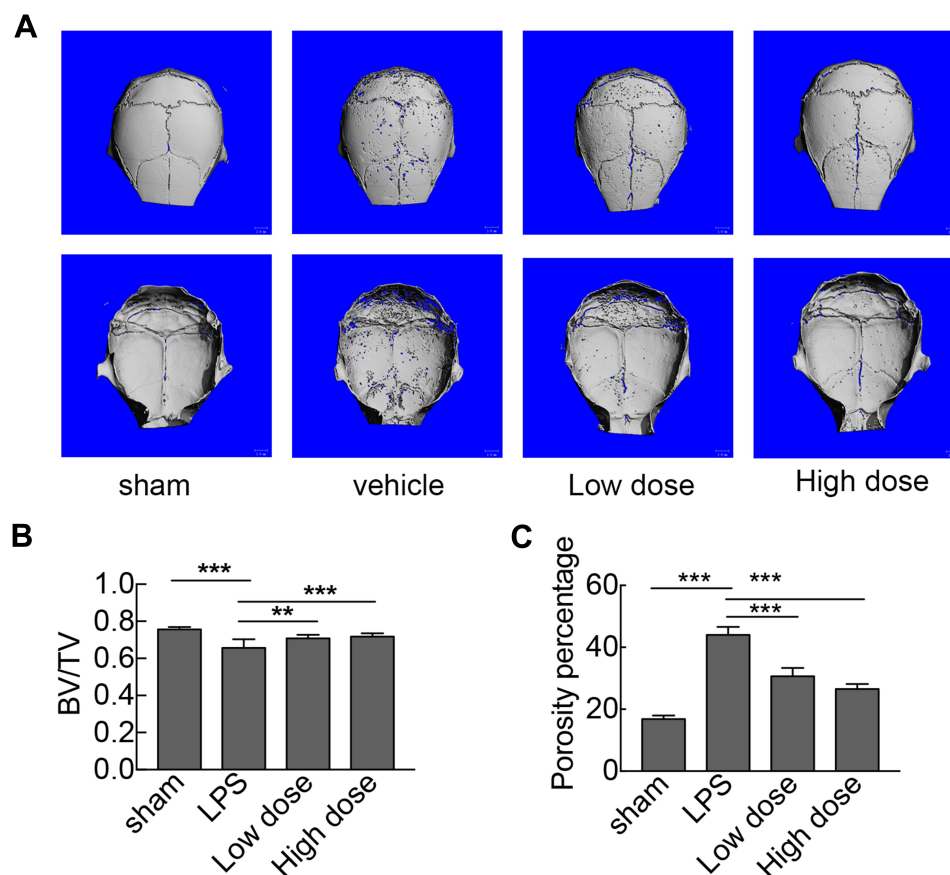 A
sham
vehicle
Low dose
High dose
B
BV/TV
1.0
0.8
0.6
0.4
0.2
0.0
***
***
**
sham
LPS
Low dose
High dose
C
Porosity percentage
60
40
20
0
***
***
***
sham
LPS
Low dose
High dose